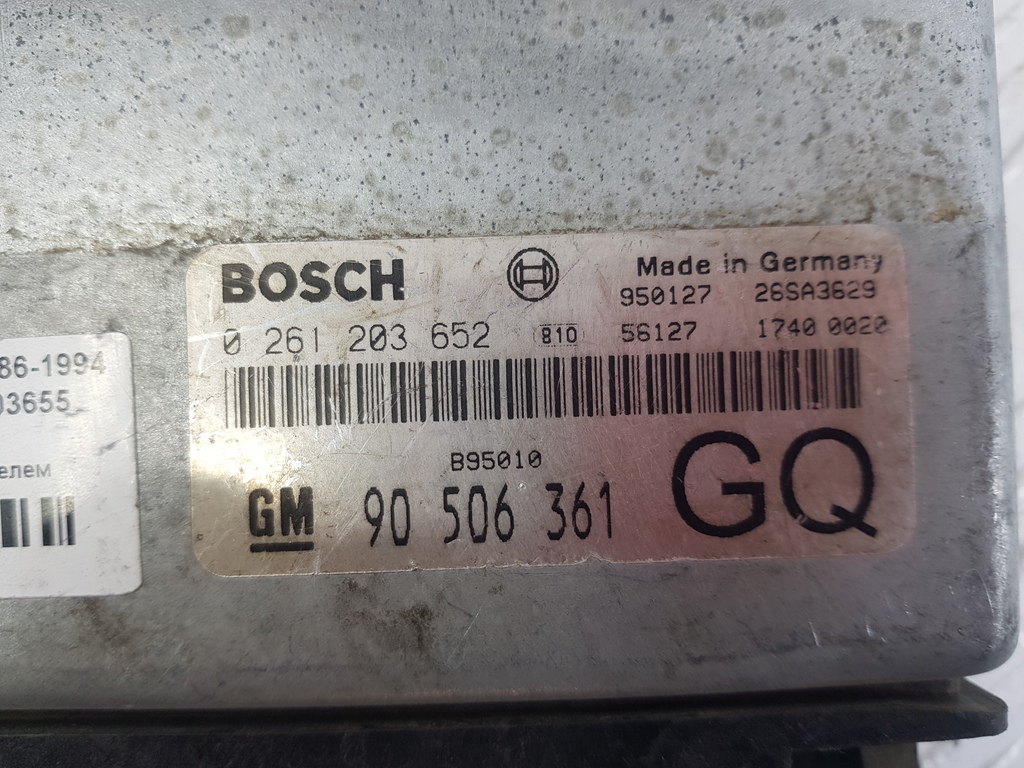 BOSCH
Made in Germany
950127 26SA3629
0 261 203 652 810 56127 1740 0020
B95010
GM 90 506 361 GQ
86-1994
03655
елем